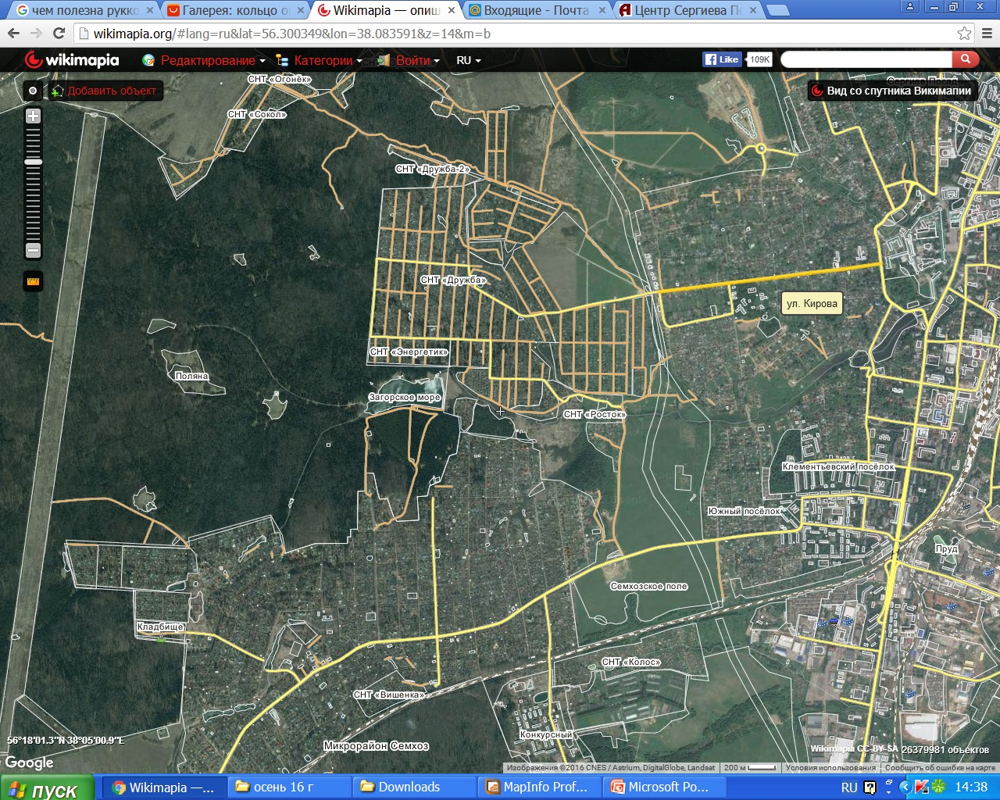 чем полезна рукко
Галерея: кольцо о
Wikimapia — опиш
Входящие - Почта
Центр Сергиева По
wikimapia.org/#lang=ru&lat=56.300349&lon=38.083591&z=14&m=b
wikimapia
Редактирование
Категории
Войти
RU
Like
109K
Добавить объект
СНТ «Огонёк»
Сергиев Посад
Вид со спутника Викимапии
СНТ «Сокол»
СНТ «Дружба-2»
СНТ «Дружба»
ул. Кирова
СНТ «Энергетик»
Поляна
Загорское море
СНТ «Росток»
Клементьевский посёлок
Южный посёлок
Пруд
Семхозское поле
Кладбище
СНТ «Колос»
СНТ «Вишенка»
Конкурсный
Микрорайон Семхоз
56°18'01.3"N 38°05'00.9"E
Wikimapia CC-BY-SA 26379981 объектов
Google
Изображения ©2016 CNES / Astrium, DigitalGlobe, Landsat
200 м
Условия использования
Сообщить об ошибке на карте
пуск
Wikimapia —...
осень 16 г
Downloads
MapInfo Prof...
Microsoft Po...
RU
14:38